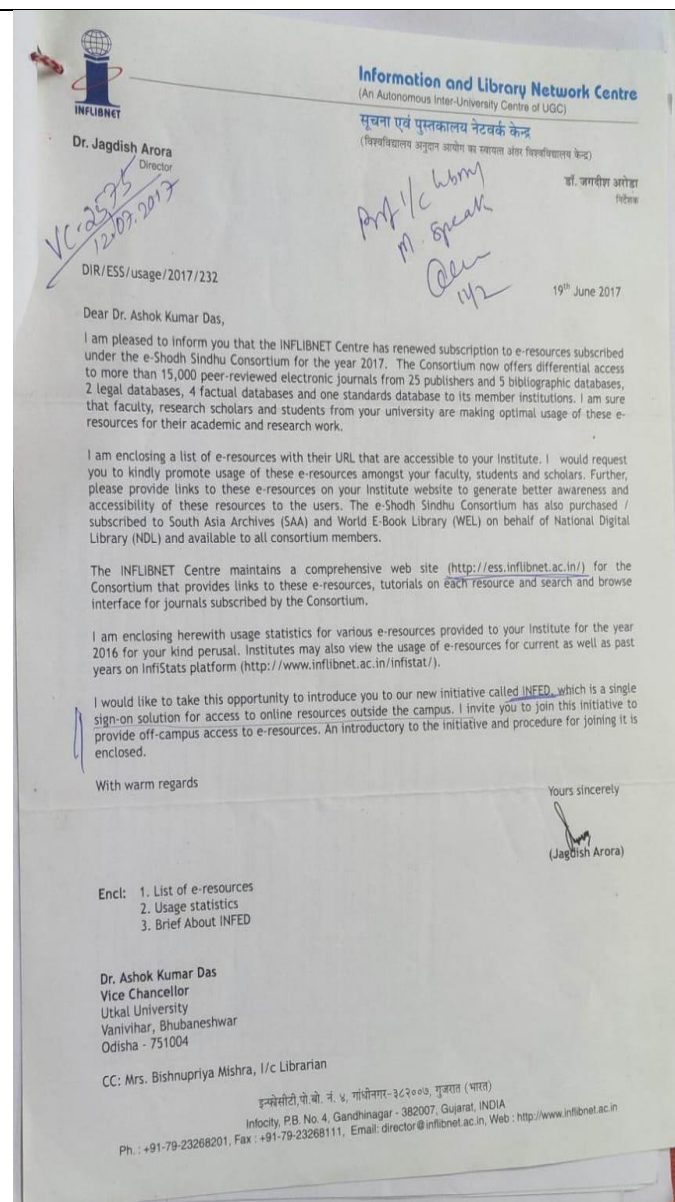 INFLIBNET
Information and Library Network Centre
(An Autonomous Inter-University Centre of UGC)
सूचना एवं पुस्तकालय नेटवर्क केन्द्र
(विश्वविद्यालय अनुदान आयोग का स्वायत्त अंतर विश्वविद्यालय केन्द्र)
Dr. Jagdish Arora
Director
डॉ. जगदीश अरोडा
निदेशक
VC-2575
12.07.2017
Prof I/c
M. Speak
DIR/ESS/usage/2017/232
19th June 2017
Dear Dr. Ashok Kumar Das,
I am pleased to inform you that the INFLIBNET Centre has renewed subscription to e-resources subscribed
under the e-Shodh Sindhu Consortium for the year 2017. The Consortium now offers differential access
to more than 15,000 peer-reviewed electronic journals from 25 publishers and 5 bibliographic databases,
2 legal databases, 4 factual databases and one standards database to its member institutions. I am sure
that faculty, research scholars and students from your university are making optimal usage of these e-
resources for their academic and research work.
I am enclosing a list of e-resources with their URL that are accessible to your Institute. I would request
you to kindly promote usage of these e-resources amongst your faculty, students and scholars. Further,
please provide links to these e-resources on your Institute website to generate better awareness and
accessibility of these resources to the users. The e-Shodh Sindhu Consortium has also purchased /
subscribed to South Asia Archives (SAA) and World E-Book Library (WEL) on behalf of National Digital
Library (NDL) and available to all consortium members.
The INFLIBNET Centre maintains a comprehensive web site (http://ess.inflibnet.ac.in/) for the
Consortium that provides links to these e-resources, tutorials on each resource and search and browse
interface for journals subscribed by the Consortium.
I am enclosing herewith usage statistics for various e-resources provided to your Institute for the year
2016 for your kind perusal. Institutes may also view the usage of e-resources for current as well as past
years on InfiStats platform (http://www.inflibnet.ac.in/infistat/).
I would like to take this opportunity to introduce you to our new initiative called INFED, which is a single
sign-on solution for access to online resources outside the campus. I invite you to join this initiative to
provide off-campus access to e-resources. An introductory to the initiative and procedure for joining it is
enclosed.
With warm regards
Yours sincerely
(Jagdish Arora)
Encl: 1. List of e-resources
2. Usage statistics
3. Brief About INFED
Dr. Ashok Kumar Das
Vice Chancellor
Utkal University
Vanivihar, Bhubaneshwar
Odisha - 751004
CC: Mrs. Bishnupriya Mishra, I/c Librarian
इन्फोसीटी,पो.बो. नं. ४, गांधीनगर-३८२००७, गुजरात (भारत)
Infocity, P.B. No. 4, Gandhinagar - 382007, Gujarat, INDIA
Ph. : +91-79-23268201, Fax : +91-79-23268111, Email: director@inflibnet.ac.in, Web : http://www.inflibnet.ac.in